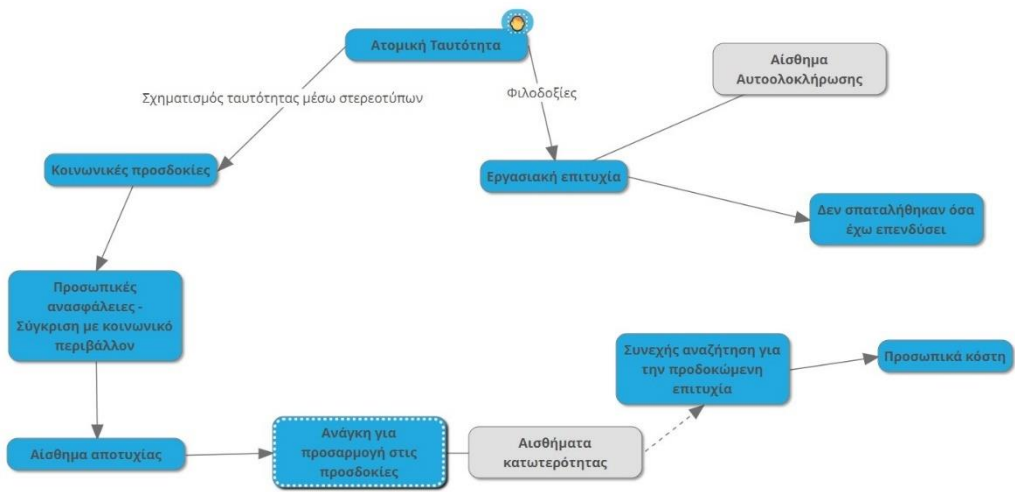 Ατομική Ταυτότητα
Αίσθημα
Αυτοολοκλήρωσης
Σχηματισμός ταυτότητας μέσω στερεοτύπων
Φιλοδοξίες
Κοινωνικές προσδοκίες
Εργασιακή επιτυχία
Δεν σπαταλήθηκαν όσα
έχω επενδύσει
Προσωπικές
ανασφάλειες -
Σύγκριση με κοινωνικό
περιβάλλον
Συνεχής αναζήτηση για
την προδοκώμενη
επιτυχία
Προσωπικά κόστη
Αίσθημα αποτυχίας
Ανάγκη για
προσαρμογή στις
προσδοκίες
Αισθήματα
κατωτερότητας